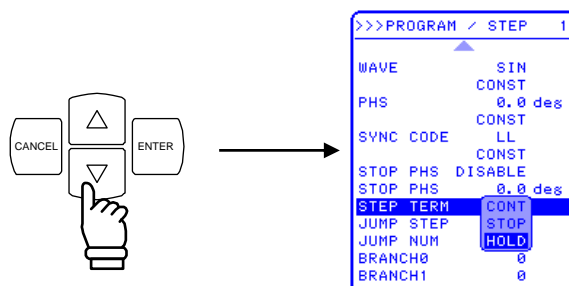 CANCEL
ENTER
>>>PROGRAM / STEP 1
WAVE SIN
CONST
PHS 0.0 deg
CONST
SYNC CODE LL
CONST
STOP PHS DISABLE
STOP PHS 0.0 deg
STEP TERM CONT
JUMP STEP STOP
JUMP NUM HOLD
BRANCH0 0
BRANCH1 0